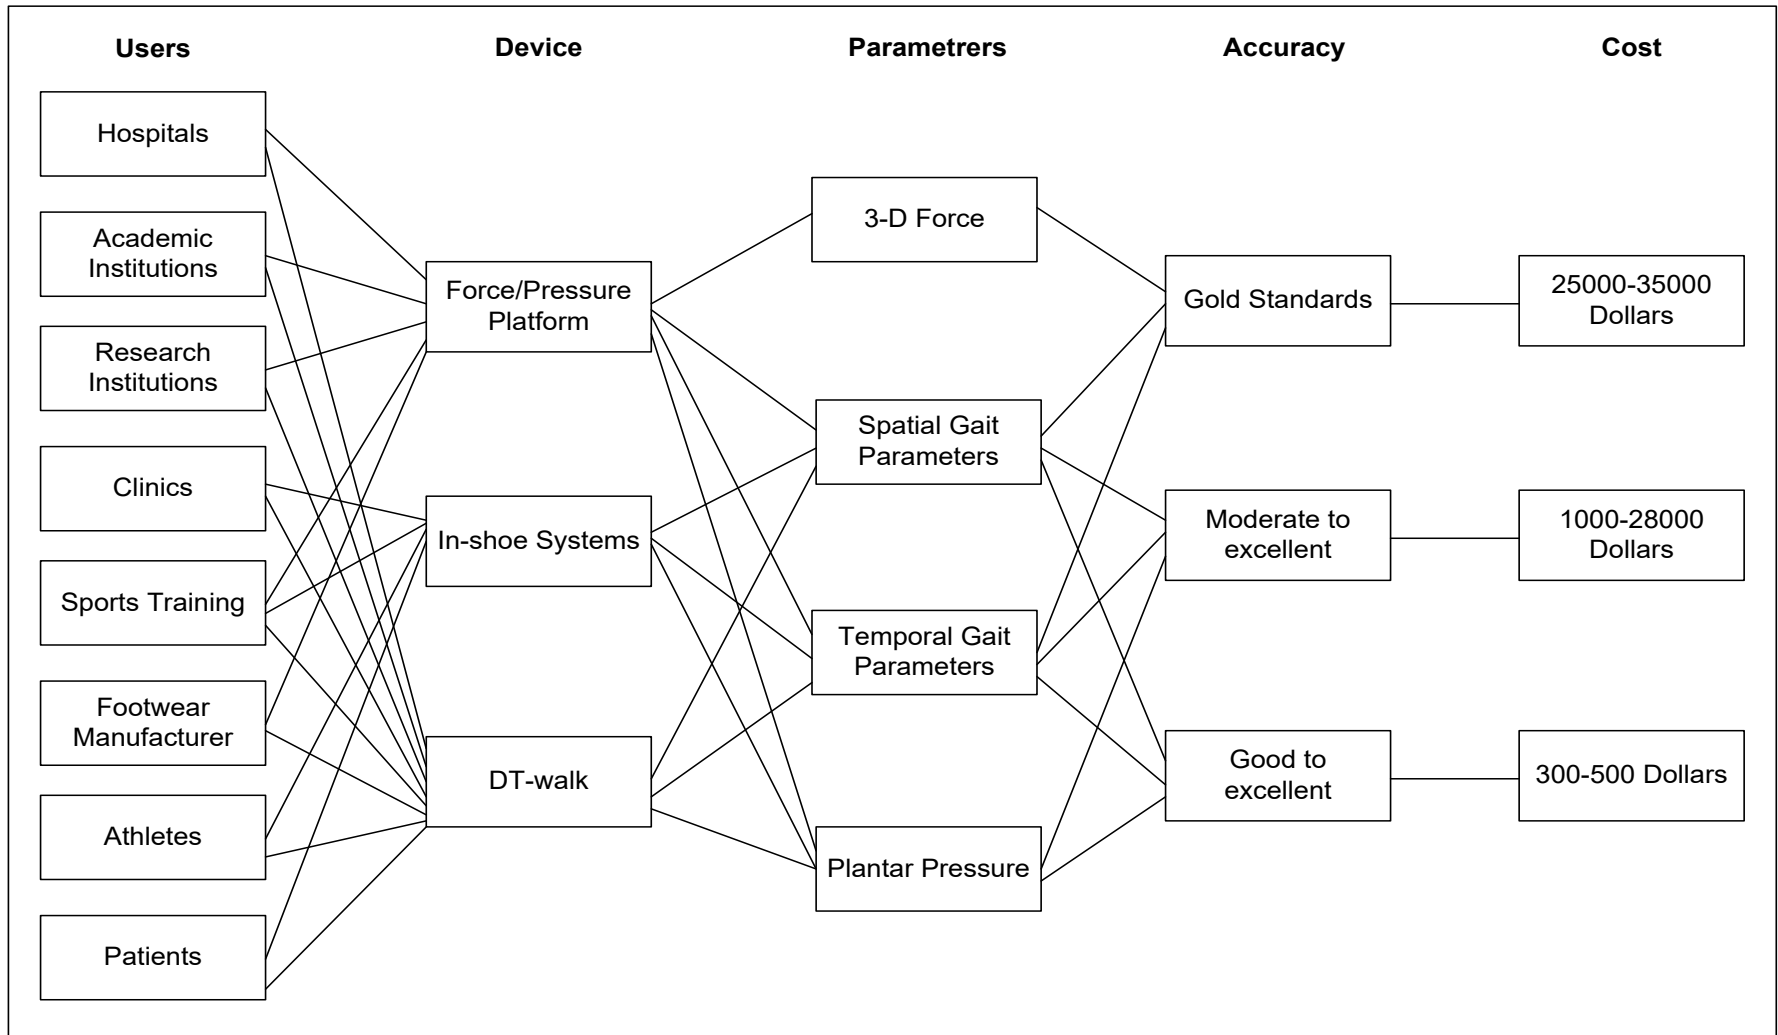 Users
Device
Parametrers
Accuracy
Cost
Hospitals
Academic
Institutions
Research
Institutions
Clinics
Sports Training
Footwear
Manufacturer
Athletes
Patients
Force/Pressure
Platform
In-shoe Systems
DT-walk
3-D Force
Spatial Gait
Parameters
Temporal Gait
Parameters
Plantar Pressure
Gold Standards
Moderate to
excellent
Good to
excellent
25000-35000
Dollars
1000-28000
Dollars
300-500 Dollars